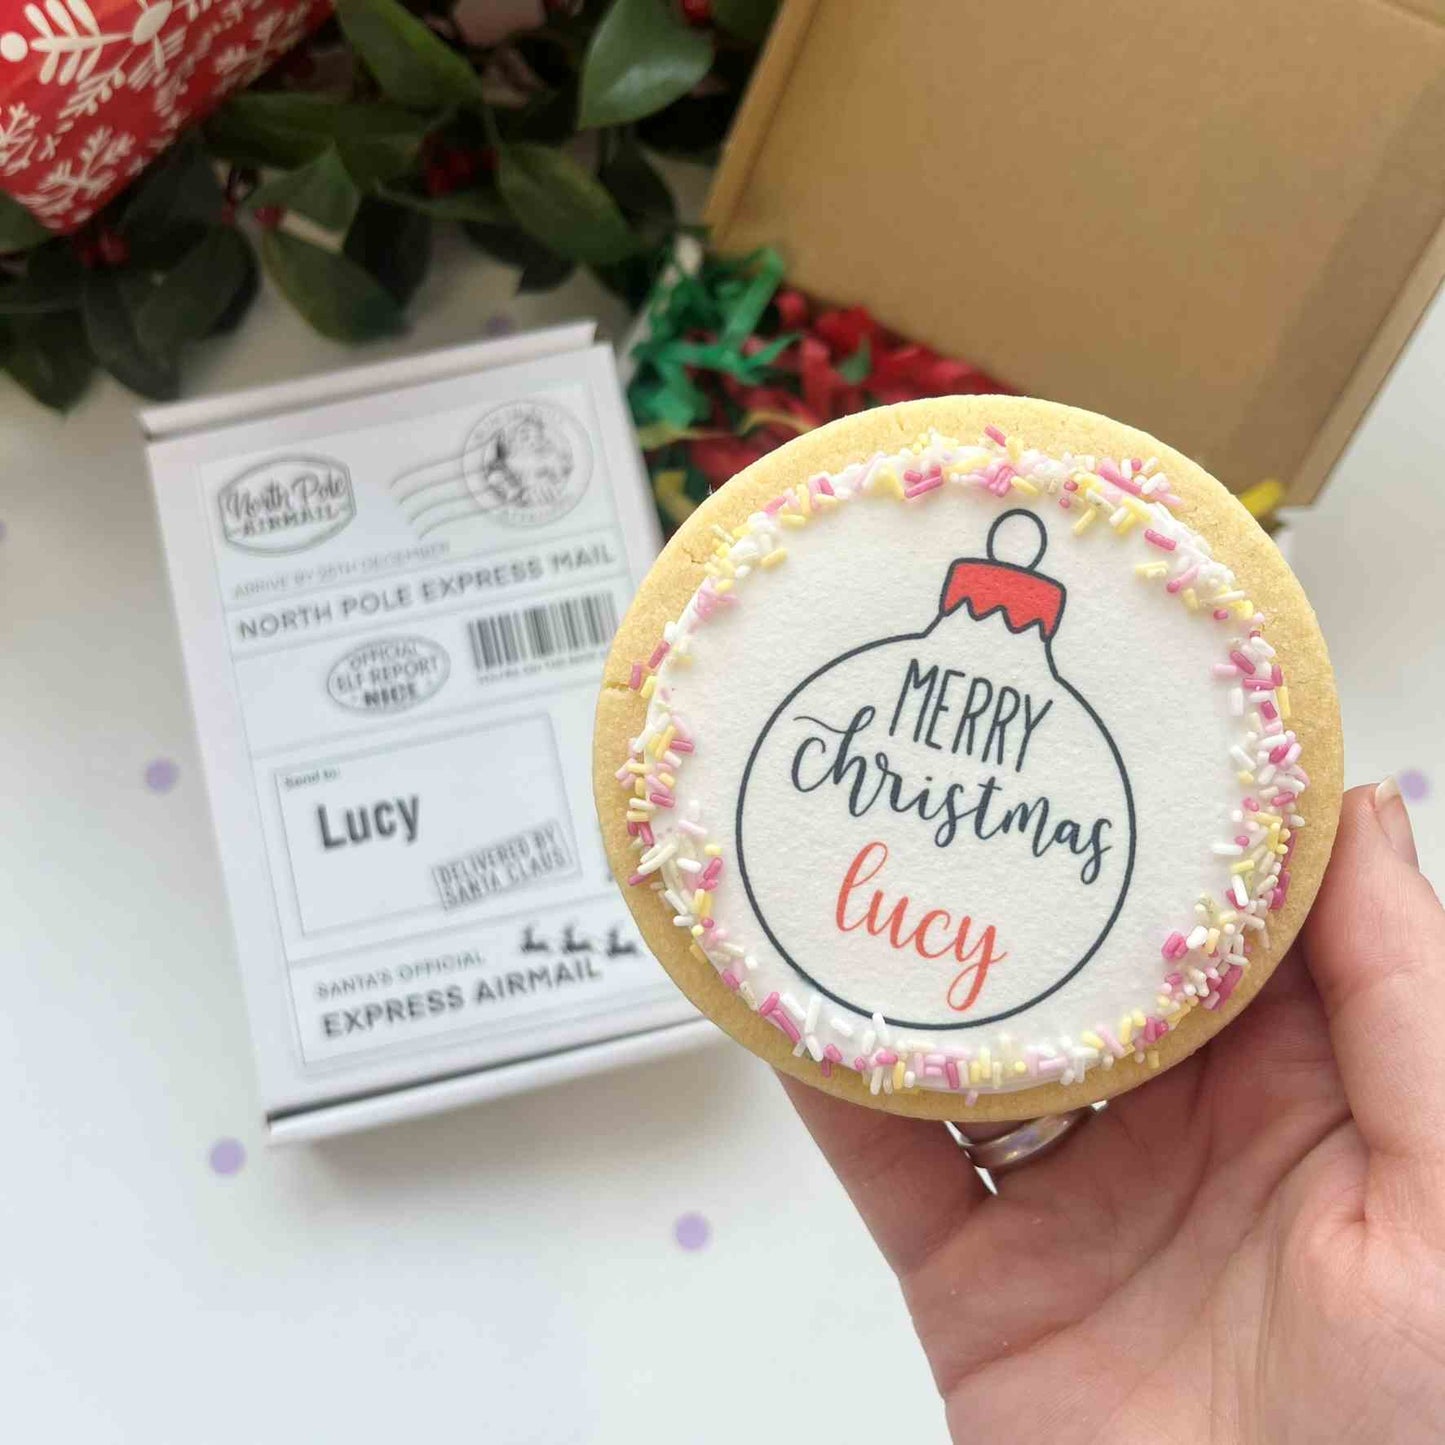 North Pole
AIRMAIL
ARRIVE BY 25TH DECEMBER
NORTH POLE EXPRESS MAIL
OFFICIAL
ELF REPORT
NICE
Send to:
Lucy
DELIVERED BY
SANTA CLAUS
SANTA'S OFFICIAL
EXPRESS AIRMAIL
MERRY
christmas
lucy